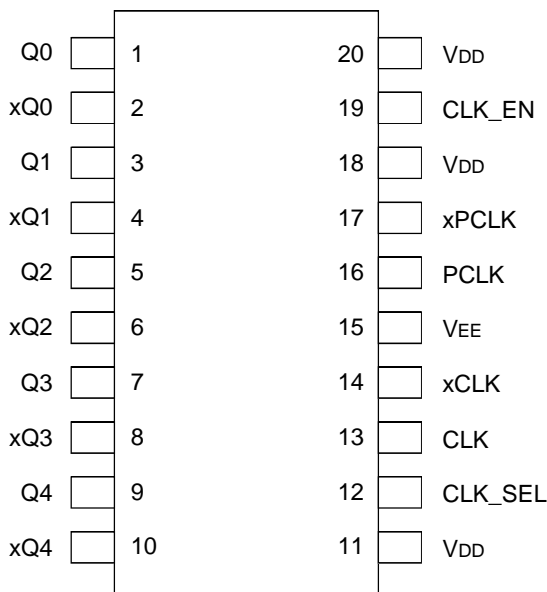 Q0 1 20 VDD
xQ0 2 19 CLK_EN
Q1 3 18 VDD
xQ1 4 17 xPCLK
Q2 5 16 PCLK
xQ2 6 15 VEE
Q3 7 14 xCLK
xQ3 8 13 CLK
Q4 9 12 CLK_SEL
xQ4 10 11 VDD